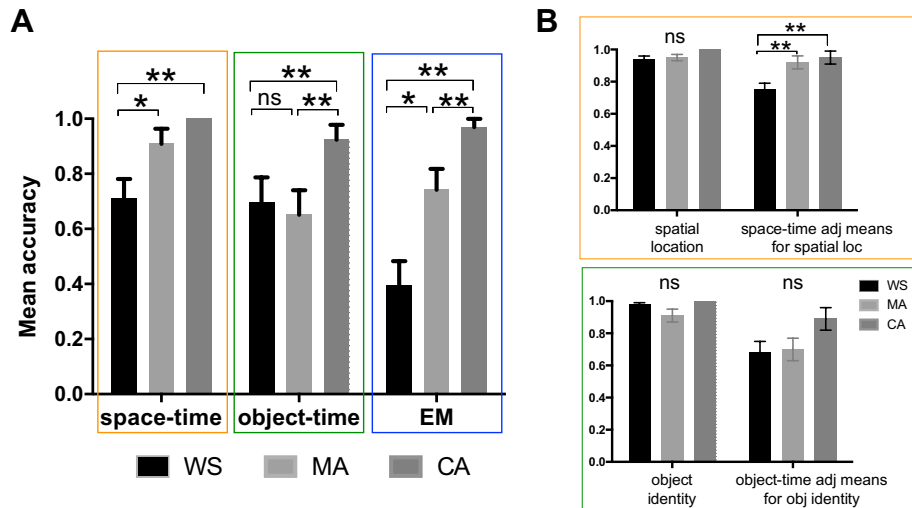 A
Mean accuracy
1.0
0.8
0.6
0.4
0.2
0.0
**
*
**
ns
**
**
*
**
space-time
object-time
EM
WS
MA
CA
B
1.0
0.8
0.6
0.4
0.2
0.0
ns
**
**
spatial
location
space-time adj means
for spatial loc
1.0
0.8
0.6
0.4
0.2
0.0
ns
ns
WS
MA
CA
object
identity
object-time adj means
for obj identity